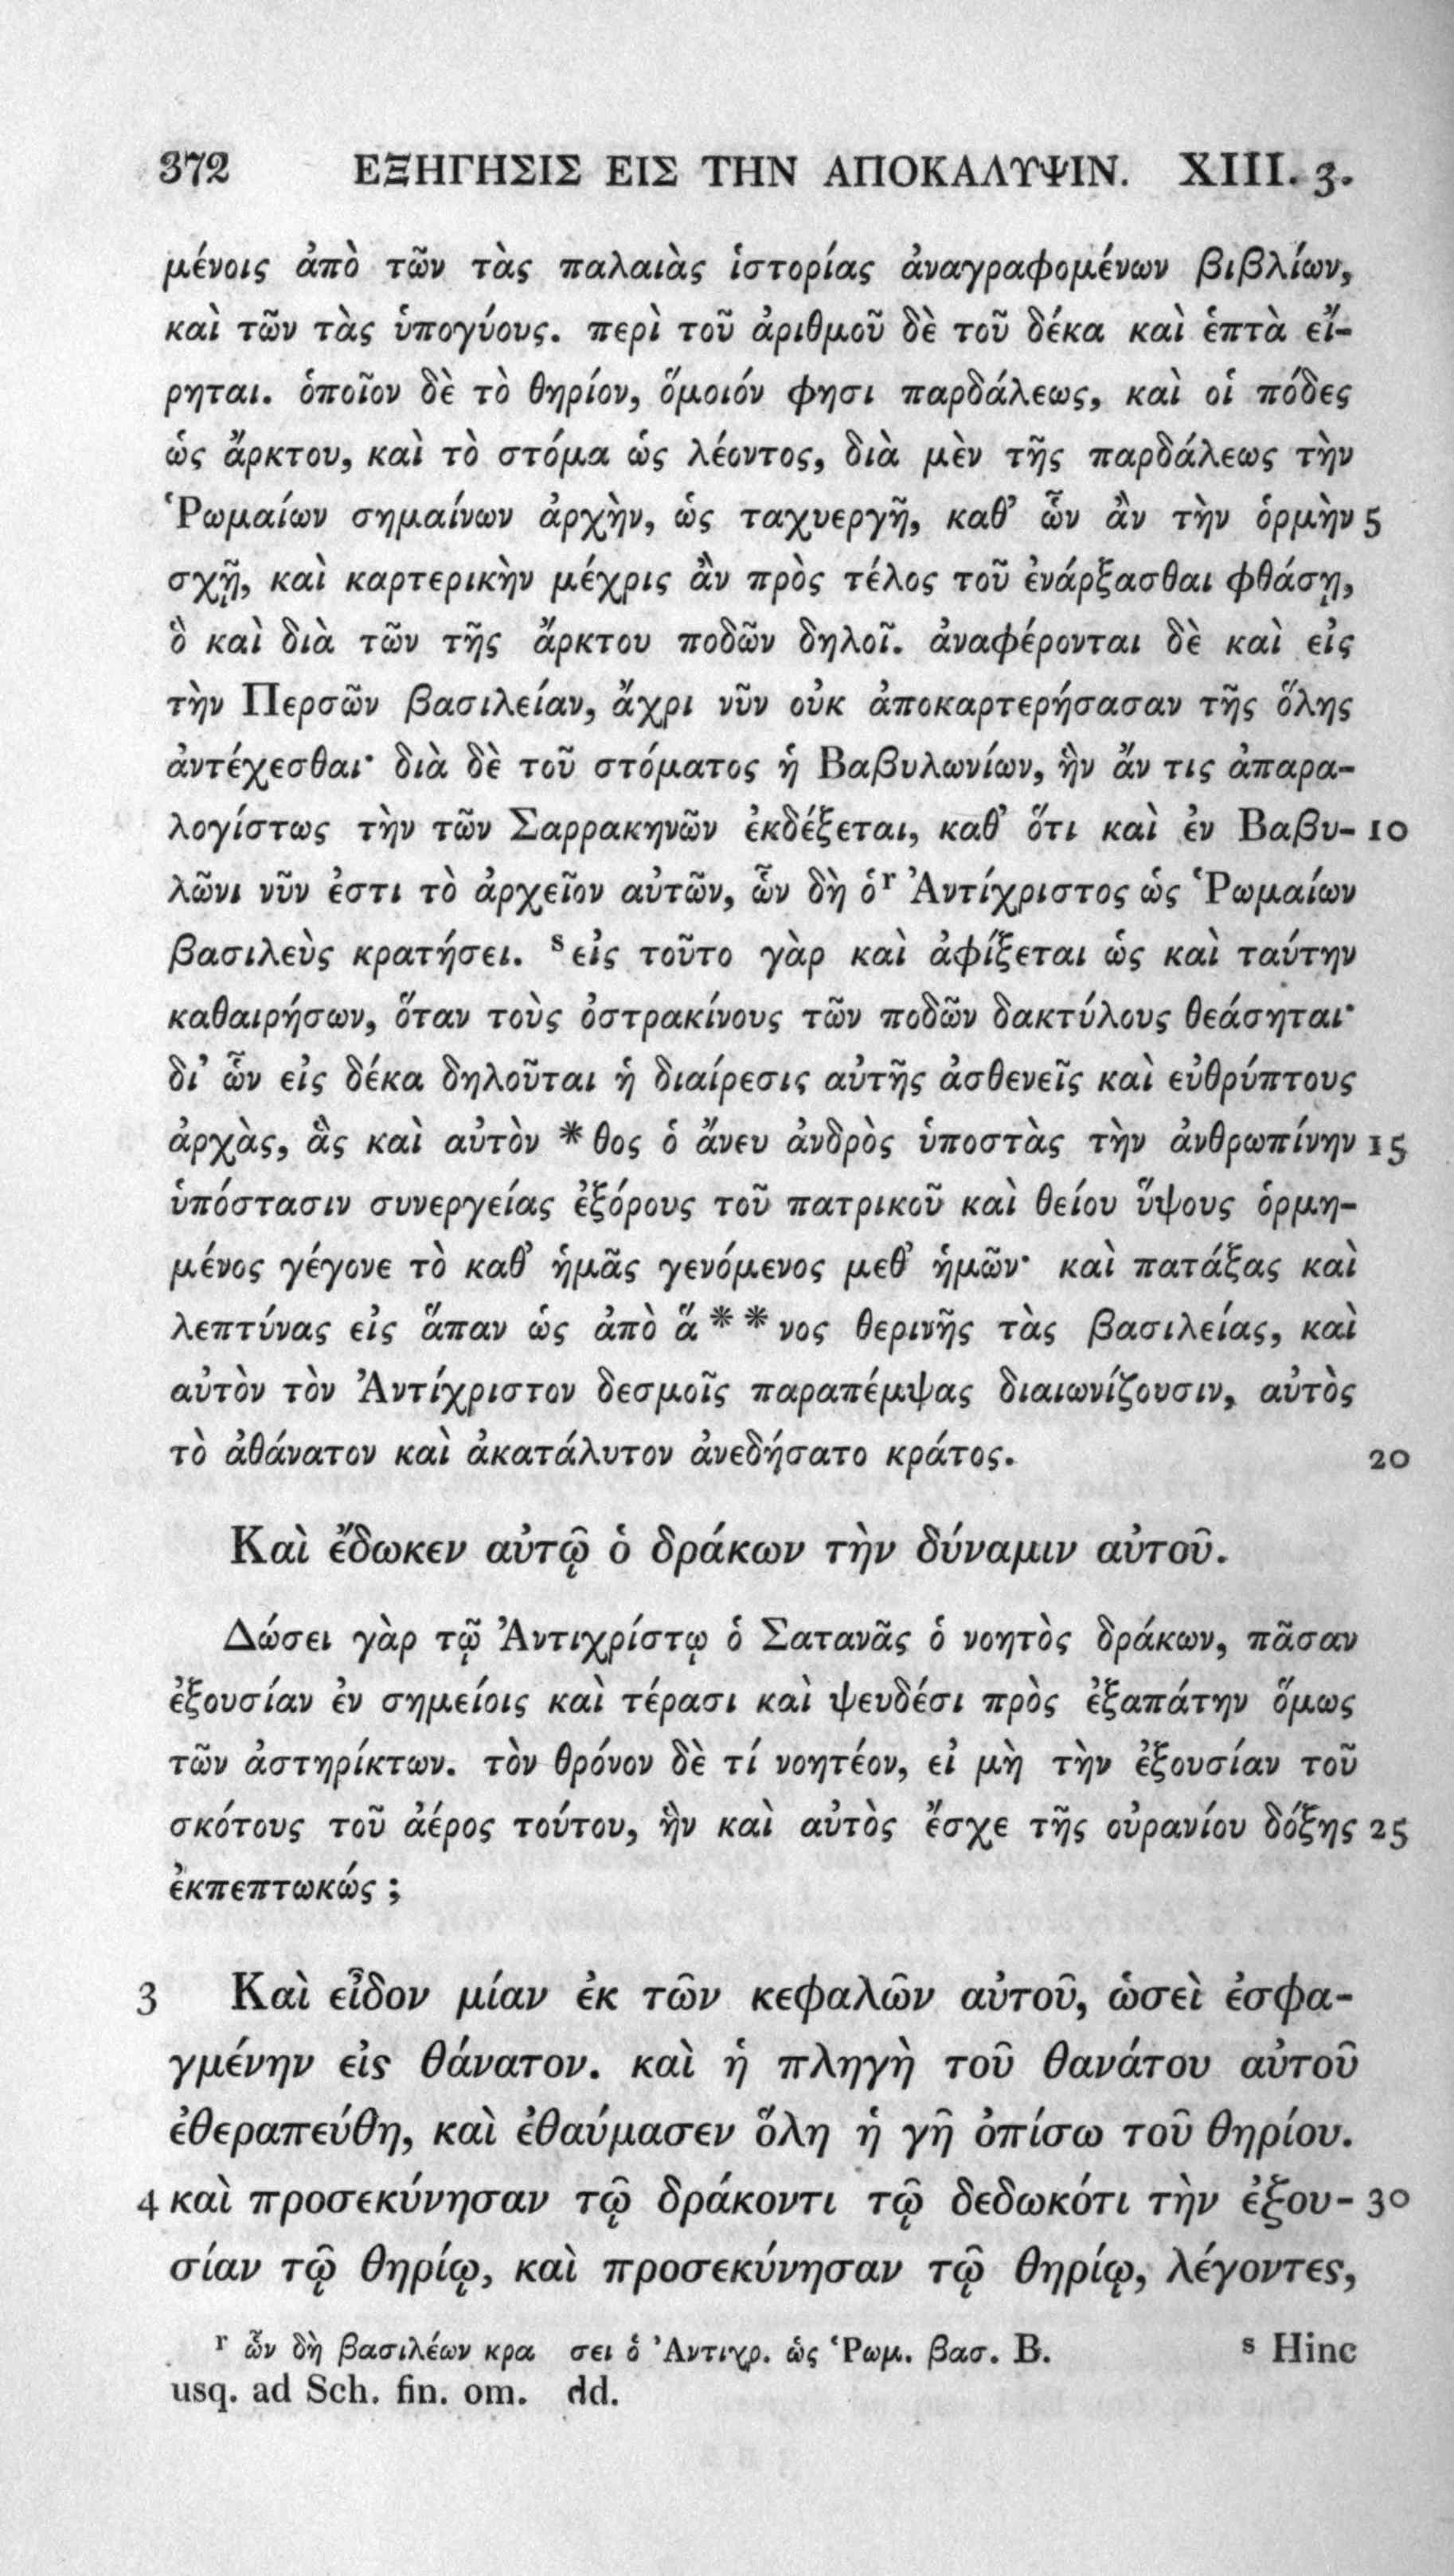 372 ΕΞΗΓΗΣΙΣ ΕΙΣ ΤΗΝ ΑΠΟΚΑΛΥΨΙΝ. XIII. 3.
μένοις ἀπὸ τῶν τὰς παλαιὰς ἱστορίας ἀναγραφομένων βιβλίων,
καὶ τῶν τὰς ὑπογύους. περὶ τοῦ ἀριθμοῦ δὲ τοῦ δέκα καὶ ἑπτὰ εἴ-
ρηται. ὁποῖον δὲ τὸ θηρίον, ὅμοιόν φησι παρδάλεως, καὶ οἱ πόδες
ὡς ἄρκτου, καὶ τὸ στόμα ὡς λέοντος, διὰ μὲν τῆς παρδάλεως τὴν
Ῥωμαίων σημαίνων ἀρχὴν, ὡς ταχυεργῆ, καθ’ ὧν ἂν τὴν ὁρμὴν 5
σχῇ, καὶ καρτερικὴν μέχρις ἂν πρὸς τέλος τοῦ ἐνάρξασθαι φθάσῃ,
ὃ καὶ διὰ τῶν τῆς ἄρκτου ποδῶν δηλοῖ. ἀναφέρονται δὲ καὶ εἰς
τὴν Περσῶν βασιλείαν, ἄχρι νῦν οὐκ ἀποκαρτερήσασαν τῆς ὅλης
ἀντέχεσθαι· διὰ δὲ τοῦ στόματος ἡ Βαβυλωνίων, ἣν ἄν τις ἀπαρα-
λογίστως τὴν τῶν Σαρρακηνῶν ἐκδέξεται, καθ’ ὅτι καὶ ἐν Βαβυ- 10
λῶνι νῦν ἐστι τὸ ἀρχεῖον αὐτῶν, ὧν δὴ ὁ r Ἀντίχριστος ὡς Ῥωμαίων
βασιλεὺς κρατήσει. s εἰς τοῦτο γὰρ καὶ ἀφίξεται ὡς καὶ ταύτην
καθαιρήσων, ὅταν τοὺς ὀστρακίνους τῶν ποδῶν δακτύλους θεάσηται·
δι’ ὧν εἰς δέκα δηλοῦται ἡ διαίρεσις αὐτῆς ἀσθενεῖς καὶ εὐθρύπτους
ἀρχὰς, ἃς καὶ αὐτὸν * θος ὁ ἄνευ ἀνδρὸς ὑποστὰς τὴν ἀνθρωπίνην 15
ὑπόστασιν συνεργείας ἐξόρους τοῦ πατρικοῦ καὶ θείου ὕψους ὁρμη-
μένος γέγονε τὸ καθ’ ἡμᾶς γενόμενος μεθ’ ἡμῶν· καὶ πατάξας καὶ
λεπτύνας εἰς ἅπαν ὡς ἀπὸ ἅ * * νος θερινῆς τὰς βασιλείας, καὶ
αὐτὸν τὸν Ἀντίχριστον δεσμοῖς παραπέμψας διαιωνίζουσιν, αὐτὸς
τὸ ἀθάνατον καὶ ἀκατάλυτον ἀνεδήσατο κράτος. 20
Καὶ ἔδωκεν αὐτῷ ὁ δράκων τὴν δύναμιν αὐτοῦ.
Δώσει γὰρ τῷ Ἀντιχρίστῳ ὁ Σατανᾶς ὁ νοητὸς δράκων, πᾶσαν
ἐξουσίαν ἐν σημείοις καὶ τέρασι καὶ ψευδέσι πρὸς ἐξαπάτην ὅμως
τῶν ἀστηρίκτων. τὸν θρόνον δὲ τί νοητέον, εἰ μὴ τὴν ἐξουσίαν τοῦ
σκότους τοῦ ἀέρος τούτου, ἣν καὶ αὐτὸς ἔσχε τῆς οὐρανίου δόξης 25
ἐκπεπτωκώς ;
3 Καὶ εἶδον μίαν ἐκ τῶν κεφαλῶν αὐτοῦ, ὡσεὶ ἐσφα-
γμένην εἰς θάνατον. καὶ ἡ πληγὴ τοῦ θανάτου αὐτοῦ
ἐθεραπεύθη, καὶ ἐθαύμασεν ὅλη ἡ γῆ ὀπίσω τοῦ θηρίου.
4 καὶ προσεκύνησαν τῷ δράκοντι τῷ δεδωκότι τὴν ἐξου- 30
σίαν τῷ θηρίῳ, καὶ προσεκύνησαν τῷ θηρίῳ, λέγοντες,
r ὧν δὴ βασιλέων κρα σει ὁ Ἀντιχρ. ὡς Ῥωμ. βασ. B. s Hinc
usq. ad Sch. fin. om. dd.